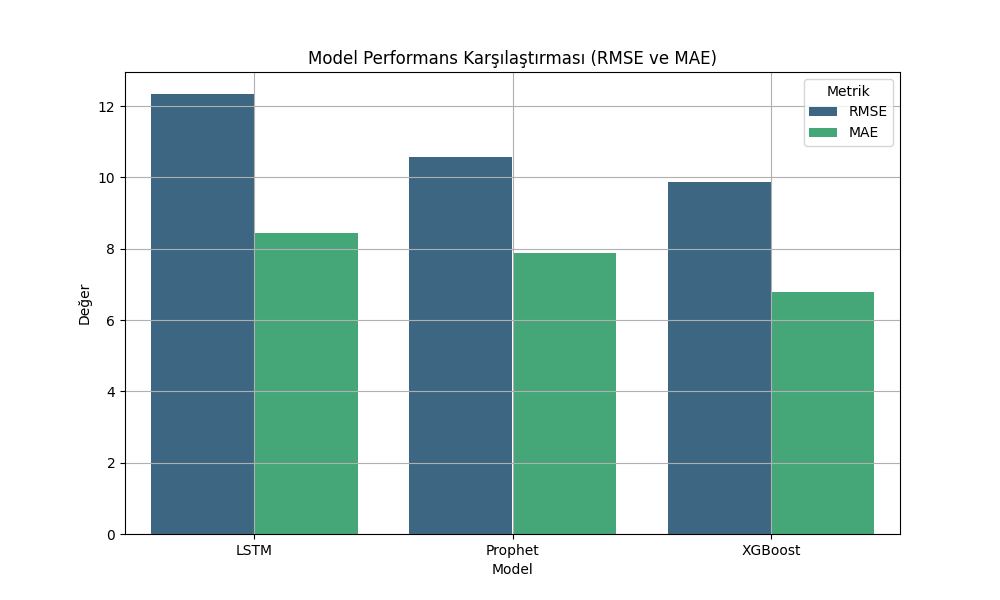 Model Performans Karşılaştırması (RMSE ve MAE)
Metrik
RMSE
MAE
Değer
12
10
8
6
4
2
0
LSTM
Prophet
XGBoost
Model